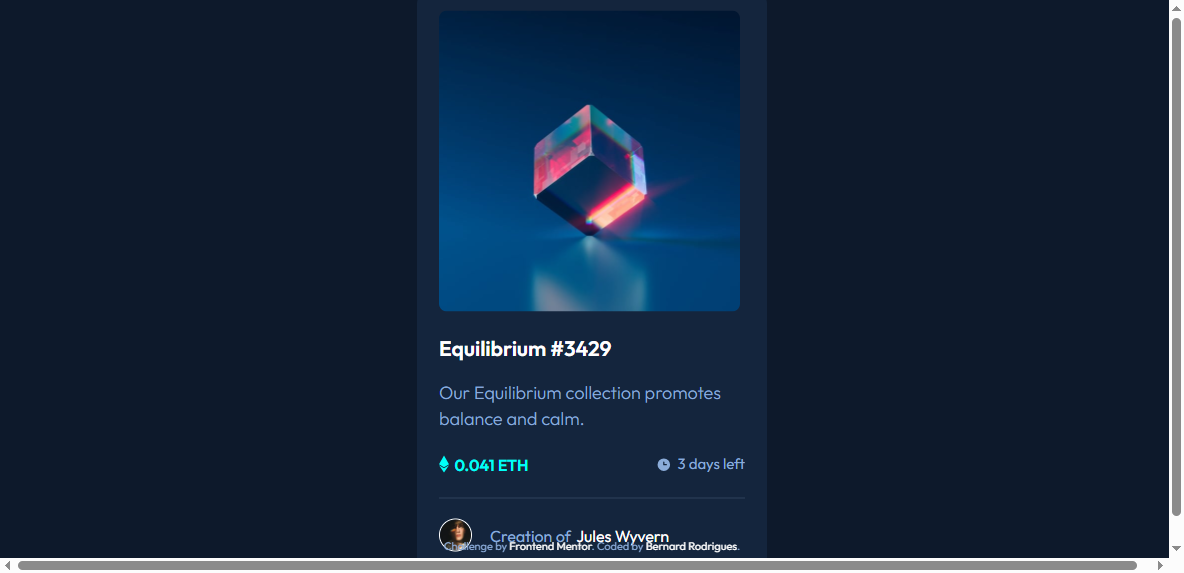 Equilibrium #3429
Our Equilibrium collection promotes
balance and calm.
0.041 ETH
3 days left
Creation of Jules Wyvern
Challenge by Frontend Mentor. Coded by Bernard Rodrigues.